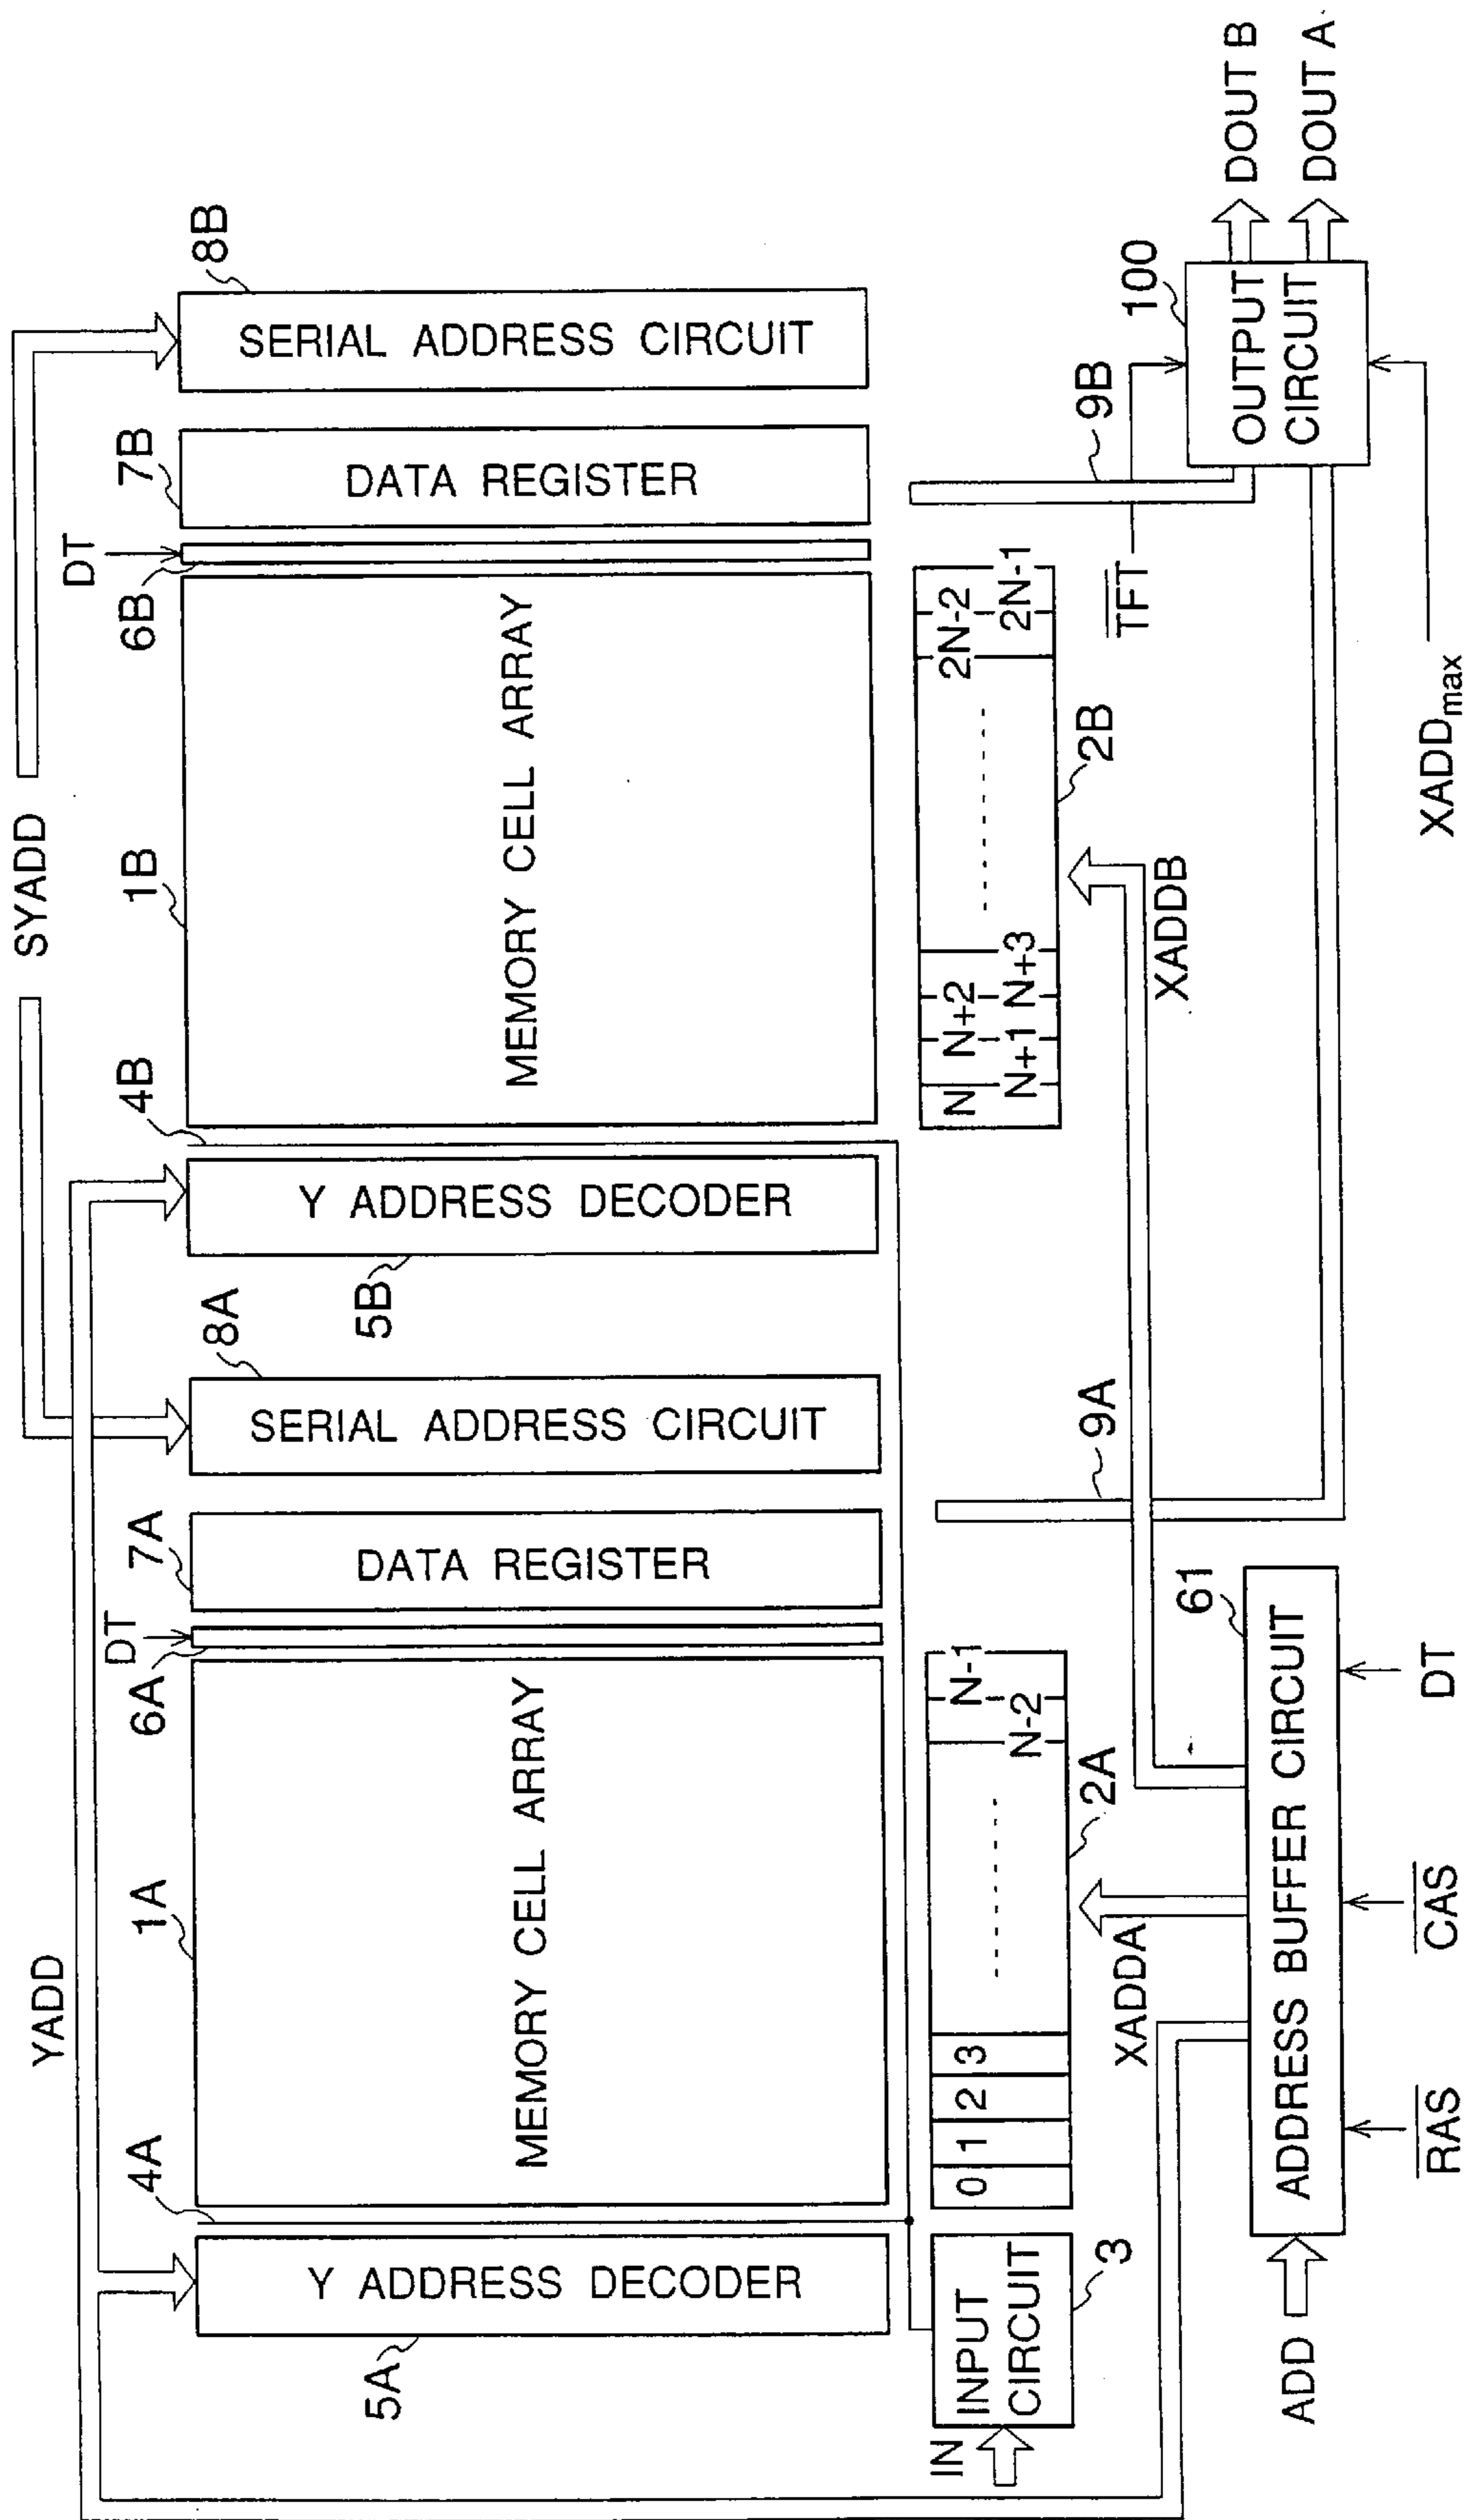 SYADD
YADD
4A
1A
6A
DT
7A
8A
4B
1B
6B
DT
7B
8B
Y ADDRESS DECODER
MEMORY CELL ARRAY
DATA REGISTER
SERIAL ADDRESS CIRCUIT
Y ADDRESS DECODER
MEMORY CELL ARRAY
DATA REGISTER
SERIAL ADDRESS CIRCUIT
5A
5B
IN
INPUT
CIRCUIT
3
0 1 2 3 N-2 N-1
2A
N N+1 N+2 N+3 2N-2 2N-1
2B
XADDA
XADDB
9A
9B
T̅F̅T̅
100
OUTPUT
CIRCUIT
DOUT B
DOUT A
ADD
ADDRESS BUFFER CIRCUIT
61
R̅A̅S̅
C̅A̅S̅
DT
XADDmax